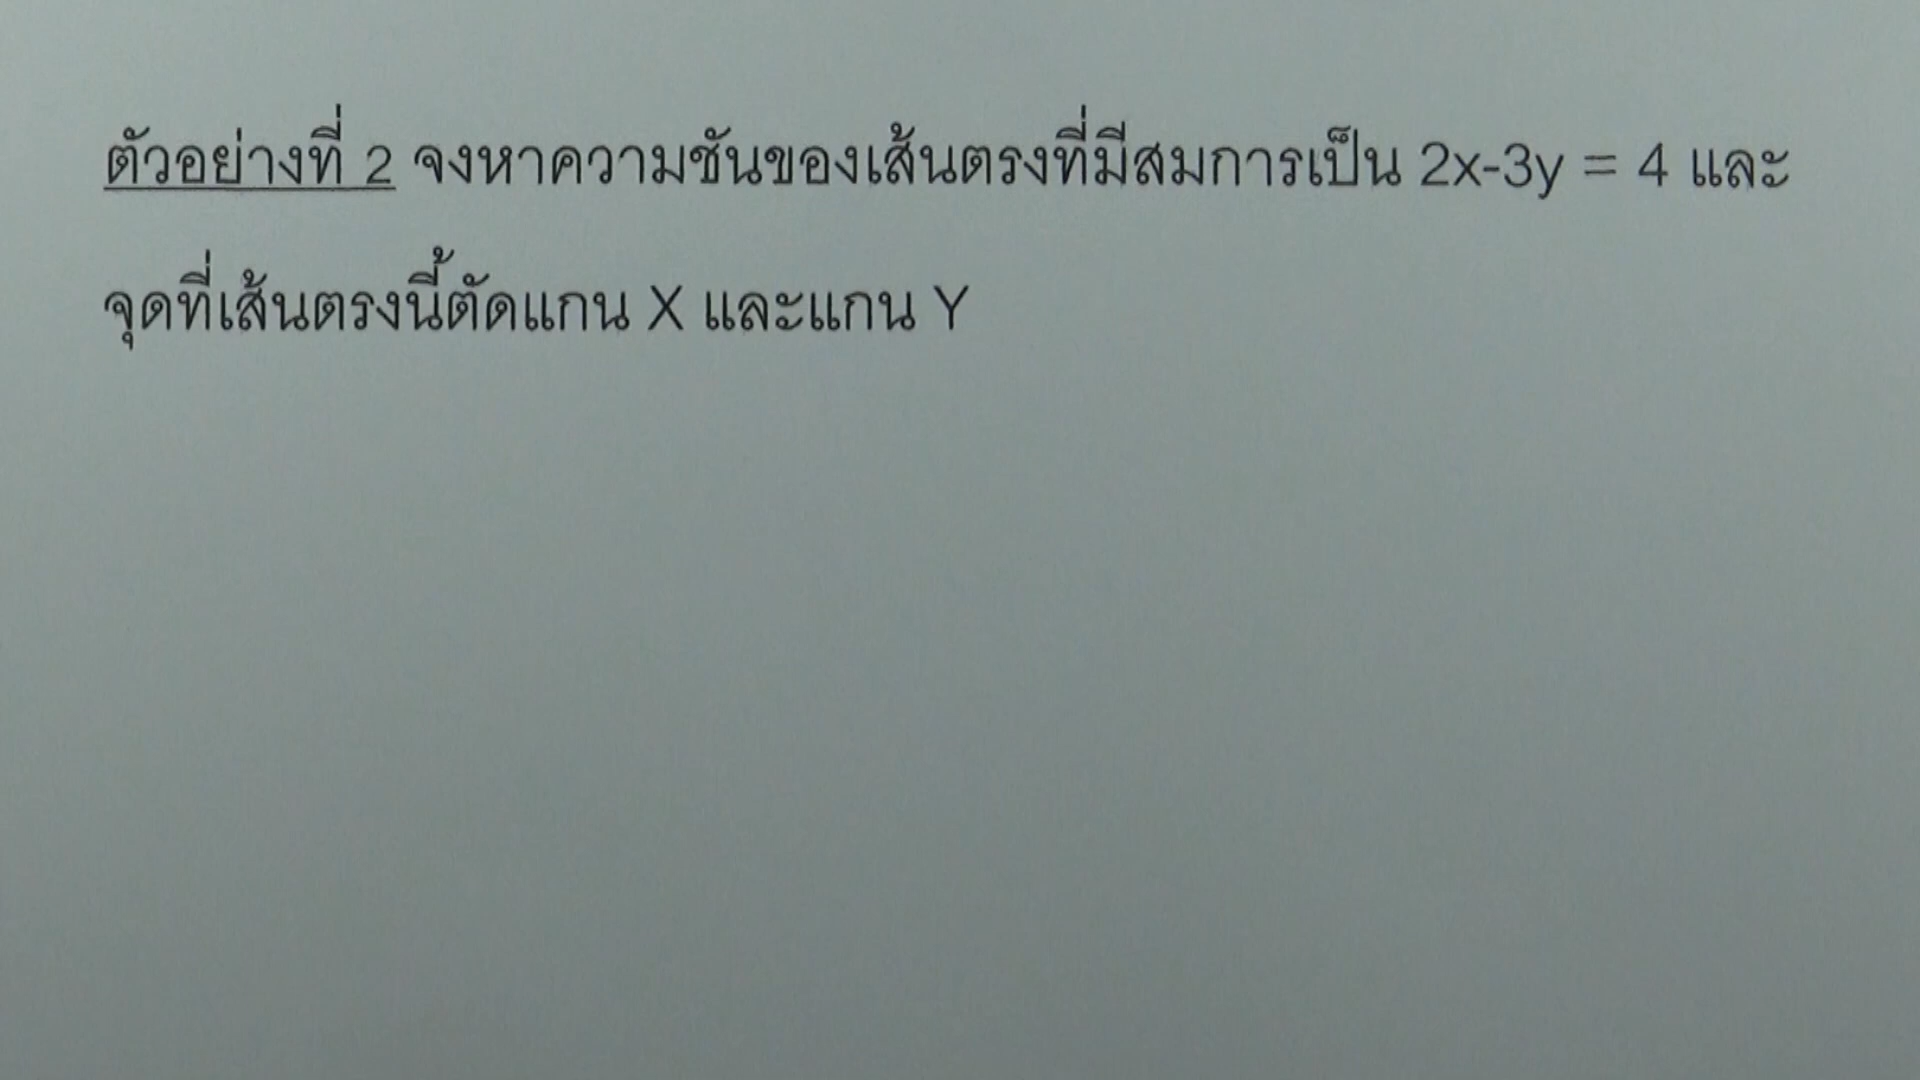 ตัวอย่างที่ 2 จงหาความชันของเส้นตรงที่มีสมการเป็น 2x-3y = 4 และ
จุดที่เส้นตรงนี้ตัดแกน X และแกน Y